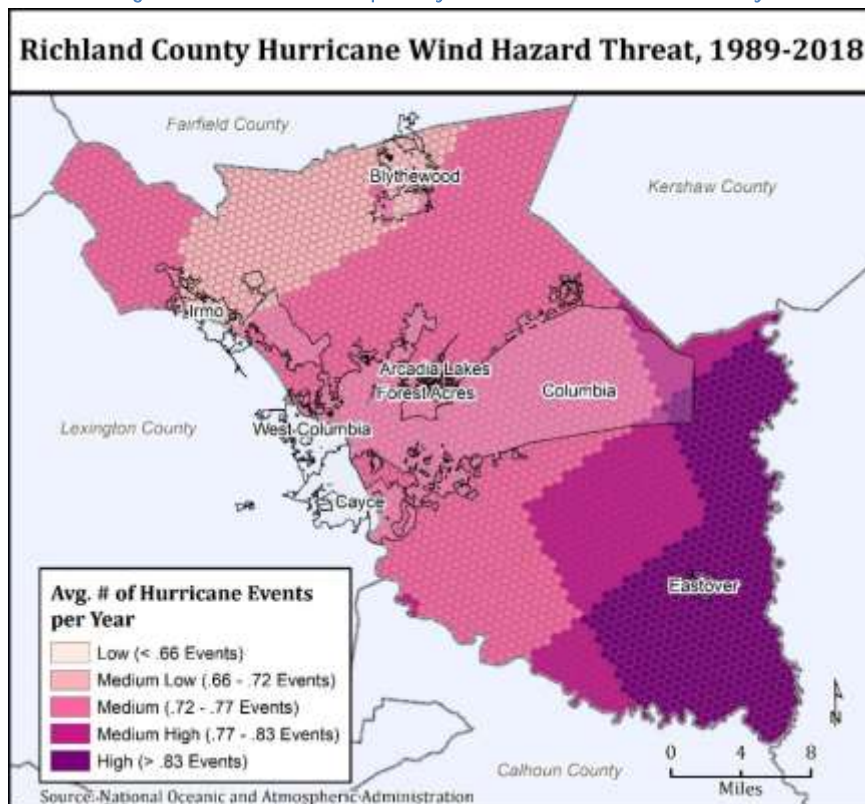 Richland County Hurricane Wind Hazard Threat, 1989-2018
Fairfield County
Blythewood
Kershaw County
Irmo
Arcadia Lakes
Forest Acres
Columbia
West Columbia
Lexington County
Cayce
Eastover
Avg. # of Hurricane Events
per Year
Low (< .66 Events)
Medium Low (.66 - .72 Events)
Medium (.72 - .77 Events)
Medium High (.77 - .83 Events)
High (> .83 Events)
N
0 4 8
Miles
Calhoun County
Source: National Oceanic and Atmospheric Administration